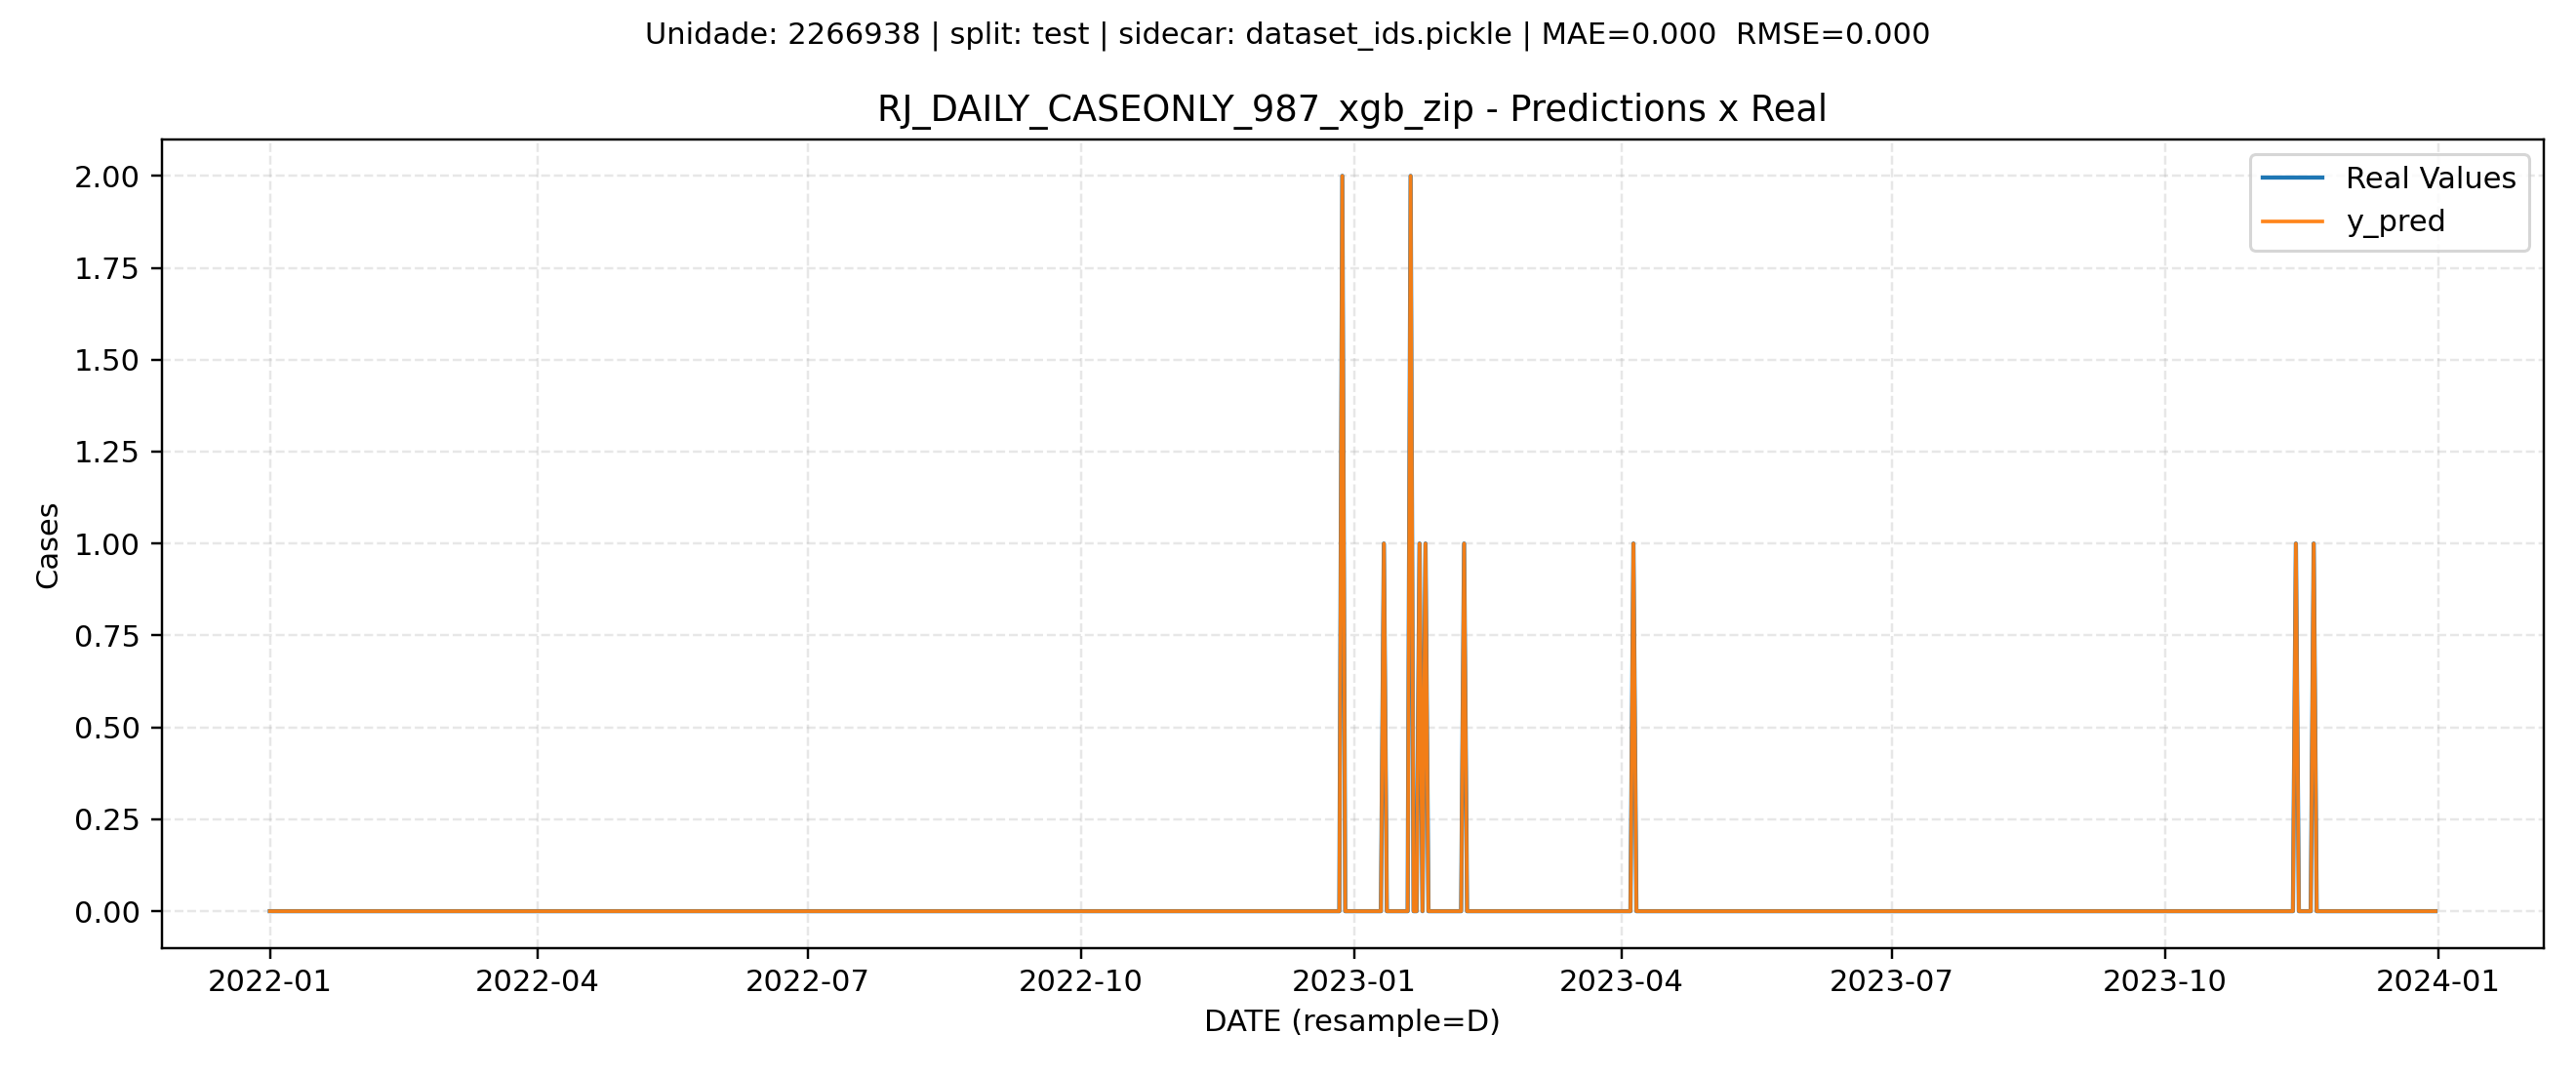 Unidade: 2266938 | split: test | sidecar: dataset_ids.pickle | MAE=0.000  RMSE=0.000
RJ_DAILY_CASEONLY_987_xgb_zip - Predictions x Real
Real Values
y_pred
Cases
2.00
1.75
1.50
1.25
1.00
0.75
0.50
0.25
0.00
2022-01 2022-04 2022-07 2022-10 2023-01 2023-04 2023-07 2023-10 2024-01
DATE (resample=D)